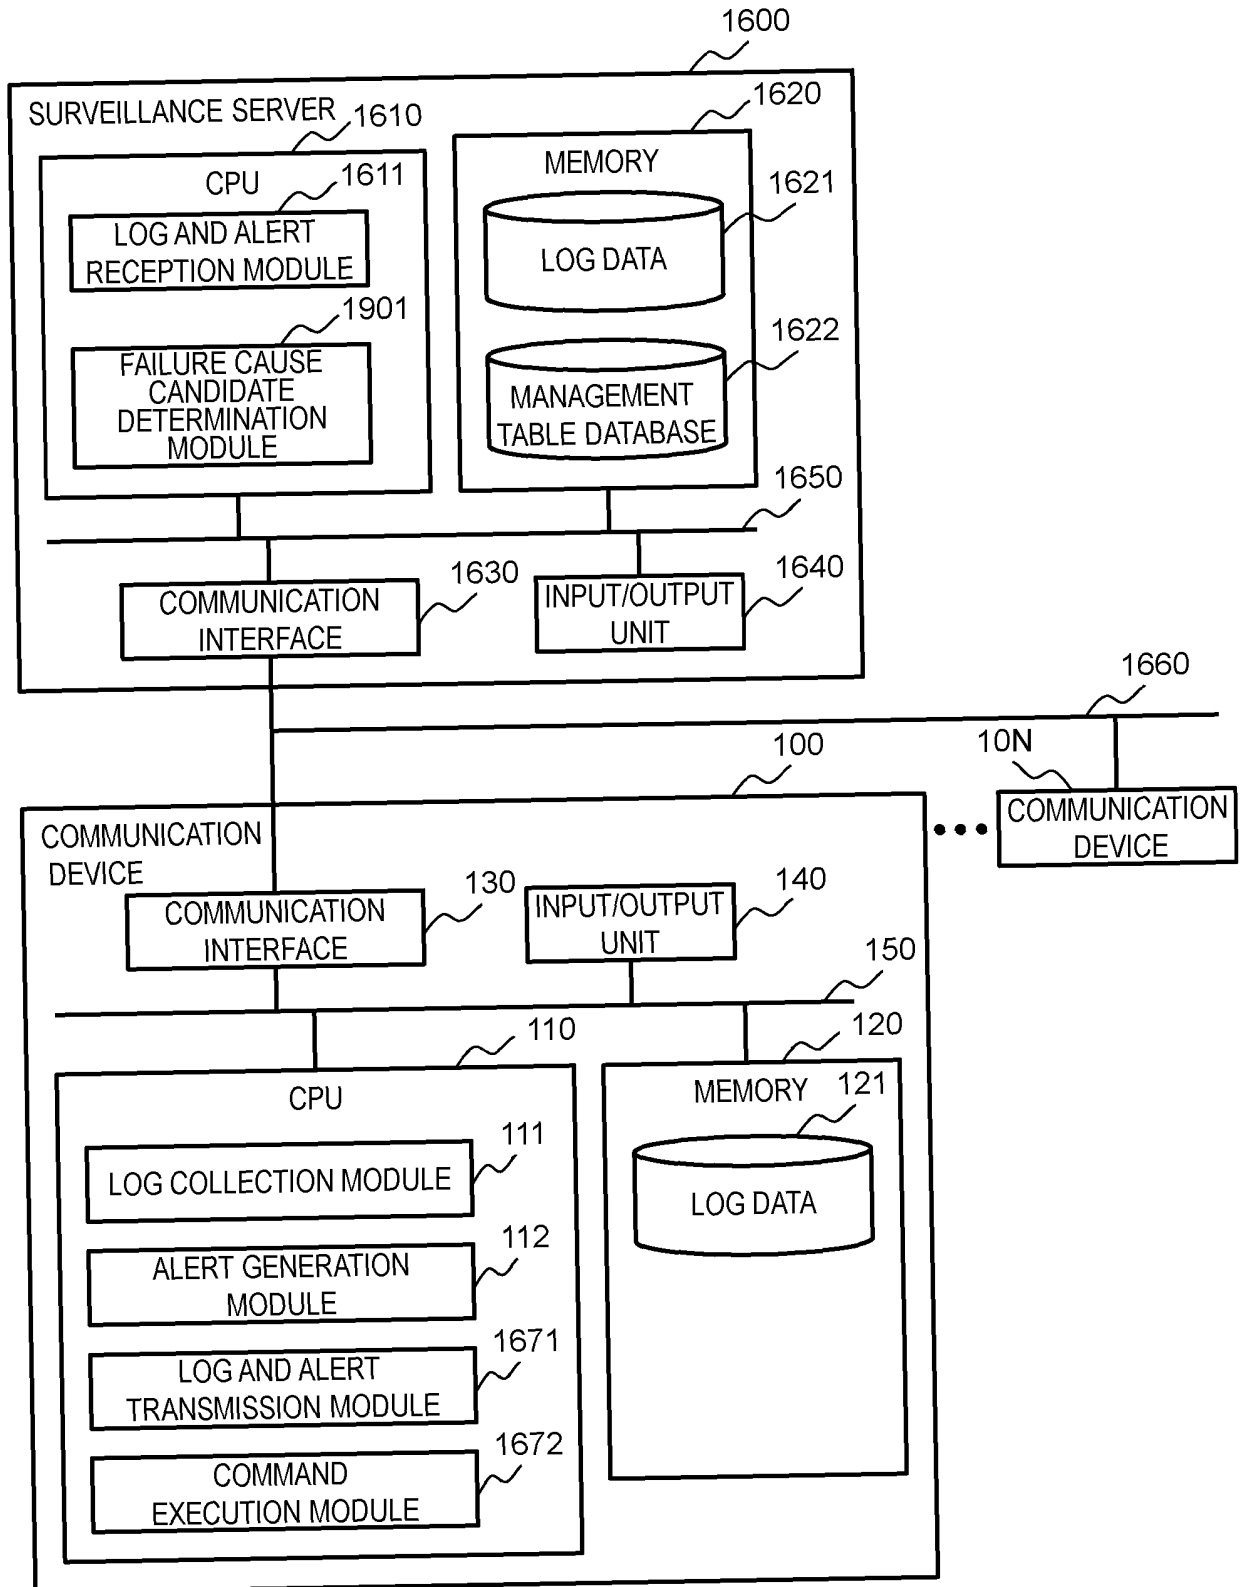 1600
SURVEILLANCE SERVER
1610
1620
CPU
1611
MEMORY
1621
LOG AND ALERT
RECEPTION MODULE
LOG DATA
1901
1622
FAILURE CAUSE
CANDIDATE
DETERMINATION
MODULE
MANAGEMENT
TABLE DATABASE
1650
1630
1640
COMMUNICATION
INTERFACE
INPUT/OUTPUT
UNIT
1660
100
10N
COMMUNICATION
DEVICE
COMMUNICATION
DEVICE
130
140
COMMUNICATION
INTERFACE
INPUT/OUTPUT
UNIT
150
110
120
CPU
MEMORY
121
111
LOG COLLECTION MODULE
LOG DATA
112
ALERT GENERATION
MODULE
1671
LOG AND ALERT
TRANSMISSION MODULE
1672
COMMAND
EXECUTION MODULE